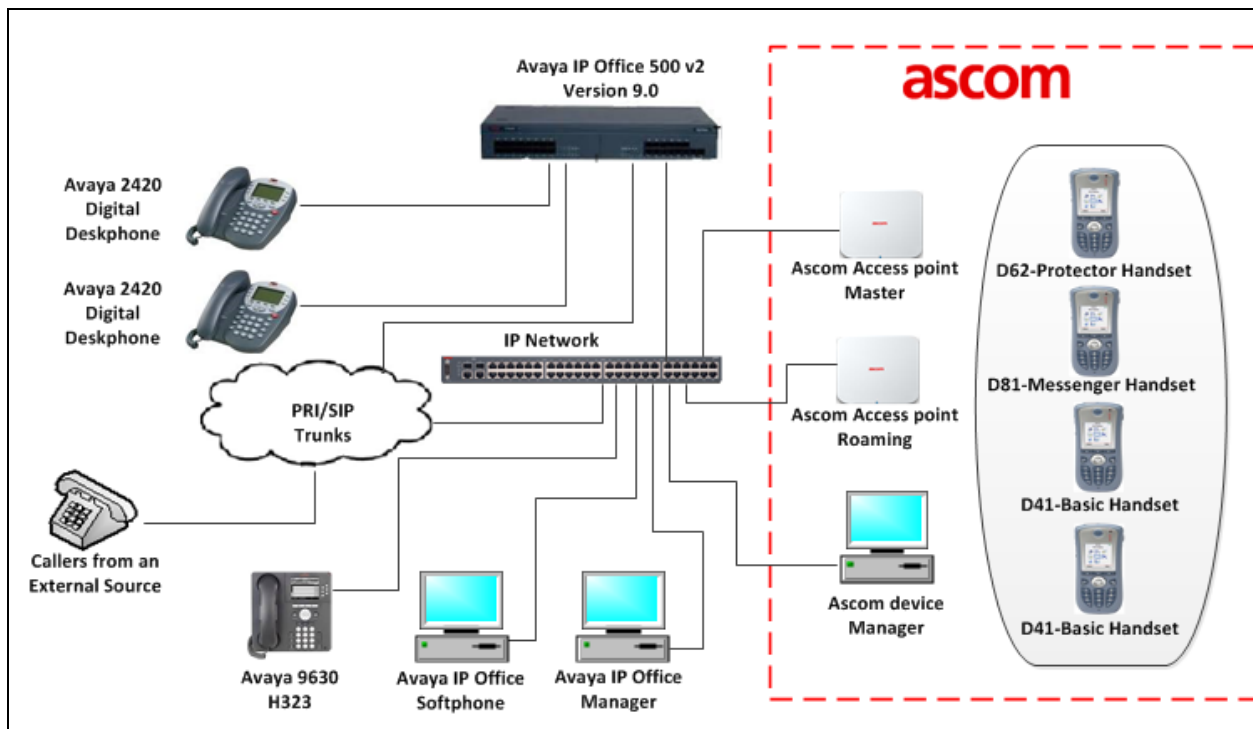 Avaya IP Office 500 v2
Version 9.0
ascom
Avaya 2420
Digital
Deskphone
Avaya 2420
Digital
Deskphone
IP Network
PRI/SIP
Trunks
Callers from an
External Source
Avaya 9630
H323
Avaya IP Office
Softphone
Avaya IP Office
Manager
Ascom Access point
Master
Ascom Access point
Roaming
Ascom device
Manager
D62-Protector Handset
D81-Messenger Handset
D41-Basic Handset
D41-Basic Handset